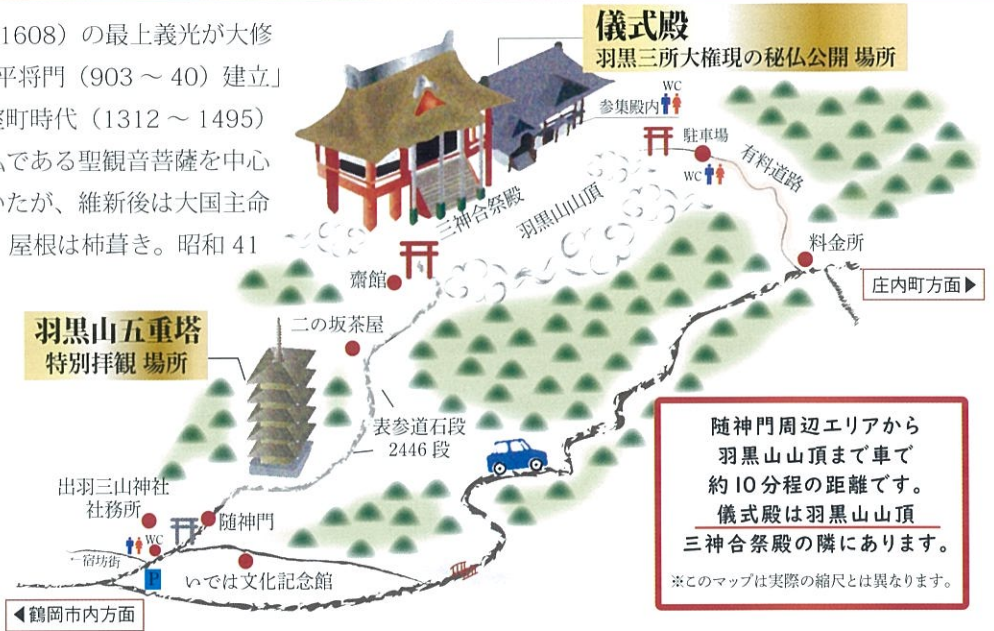 1608）の最上義光が大修
平将門（903～40）建立」
町時代（1312～1495）
である聖観音菩薩を中心
いたが、維新後は大国主命
屋根は杮葺き。昭和41
儀式殿
羽黒三所大権現の秘仏公開 場所
参集殿内
WC
駐車場
WC
有料道路
三神合祭殿
羽黒山山頂
料金所
庄内町方面▶
齋館
二の坂茶屋
羽黒山五重塔
特別拝観 場所
表参道石段
2446段
出羽三山神社
社務所
随神門
WC
←宿坊街
P
いでは文化記念館
◀鶴岡市内方面
随神門周辺エリアから
羽黒山山頂まで車で
約10分程の距離です。
儀式殿は羽黒山山頂
三神合祭殿の隣にあります。
※このマップは実際の縮尺とは異なります。